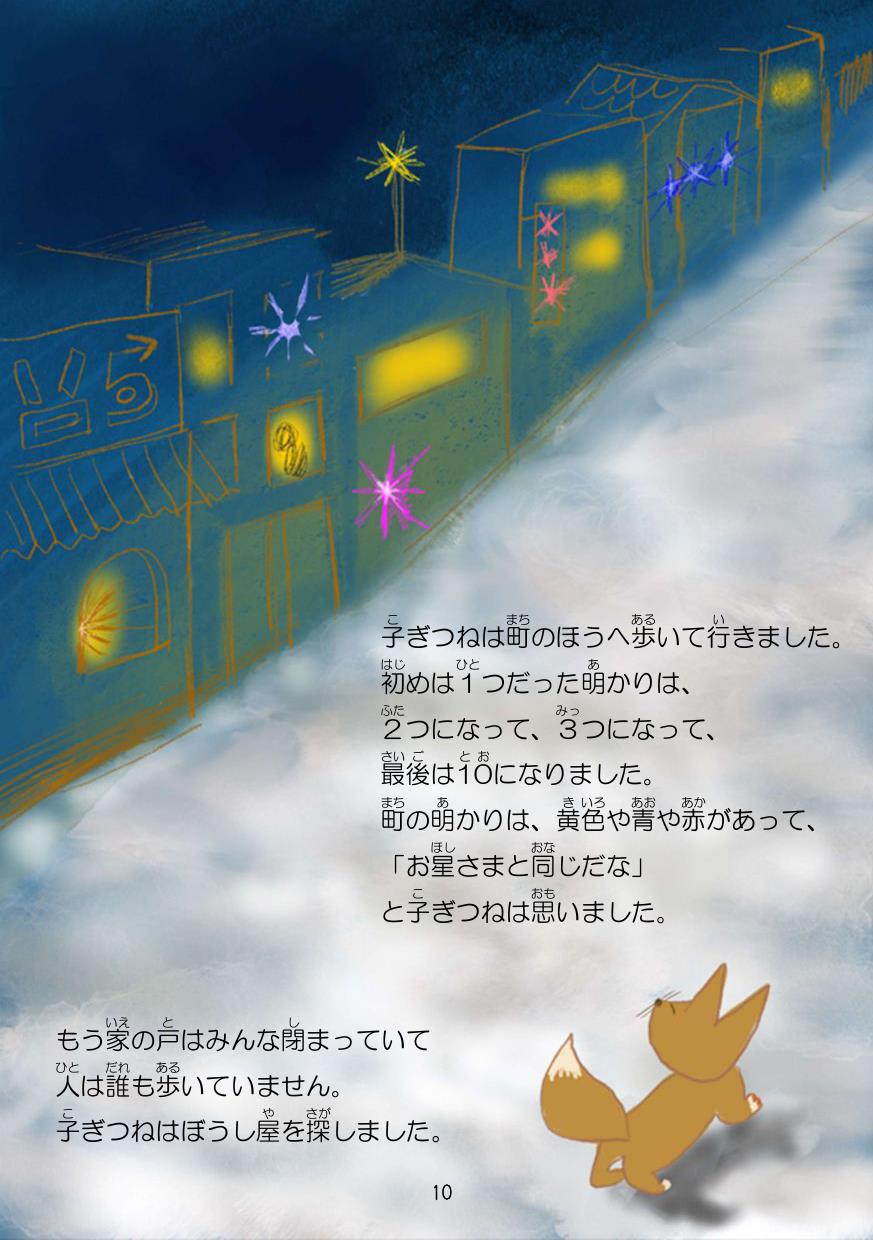 子ぎつねは町のほうへ歩いて行きました。
初めは１つだった明かりは、
２つになって、３つになって、
最後は10になりました。
町の明かりは、黄色や青や赤があって、
「お星さまと同じだな」
と子ぎつねは思いました。
もう家の戸はみんな閉まっていて
人は誰も歩いていません。
子ぎつねはぼうし屋を探しました。
10